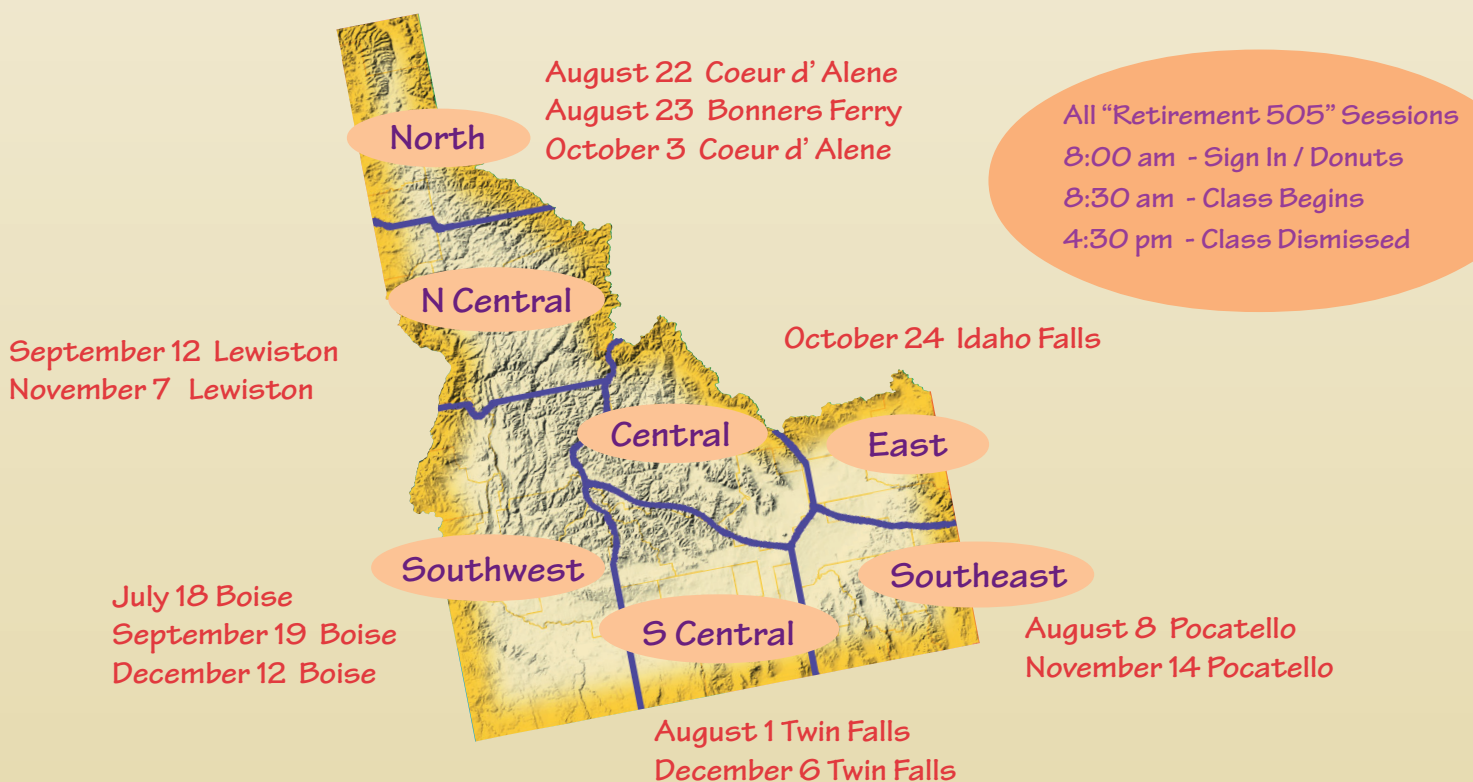 August 22 Coeur d' Alene
August 23 Bonners Ferry
October 3 Coeur d' Alene
North
All "Retirement 505" Sessions
8:00 am - Sign In / Donuts
8:30 am - Class Begins
4:30 pm - Class Dismissed
N Central
September 12 Lewiston
November 7 Lewiston
October 24 Idaho Falls
Central
East
Southwest
Southeast
S Central
July 18 Boise
September 19 Boise
December 12 Boise
August 8 Pocatello
November 14 Pocatello
August 1 Twin Falls
December 6 Twin Falls